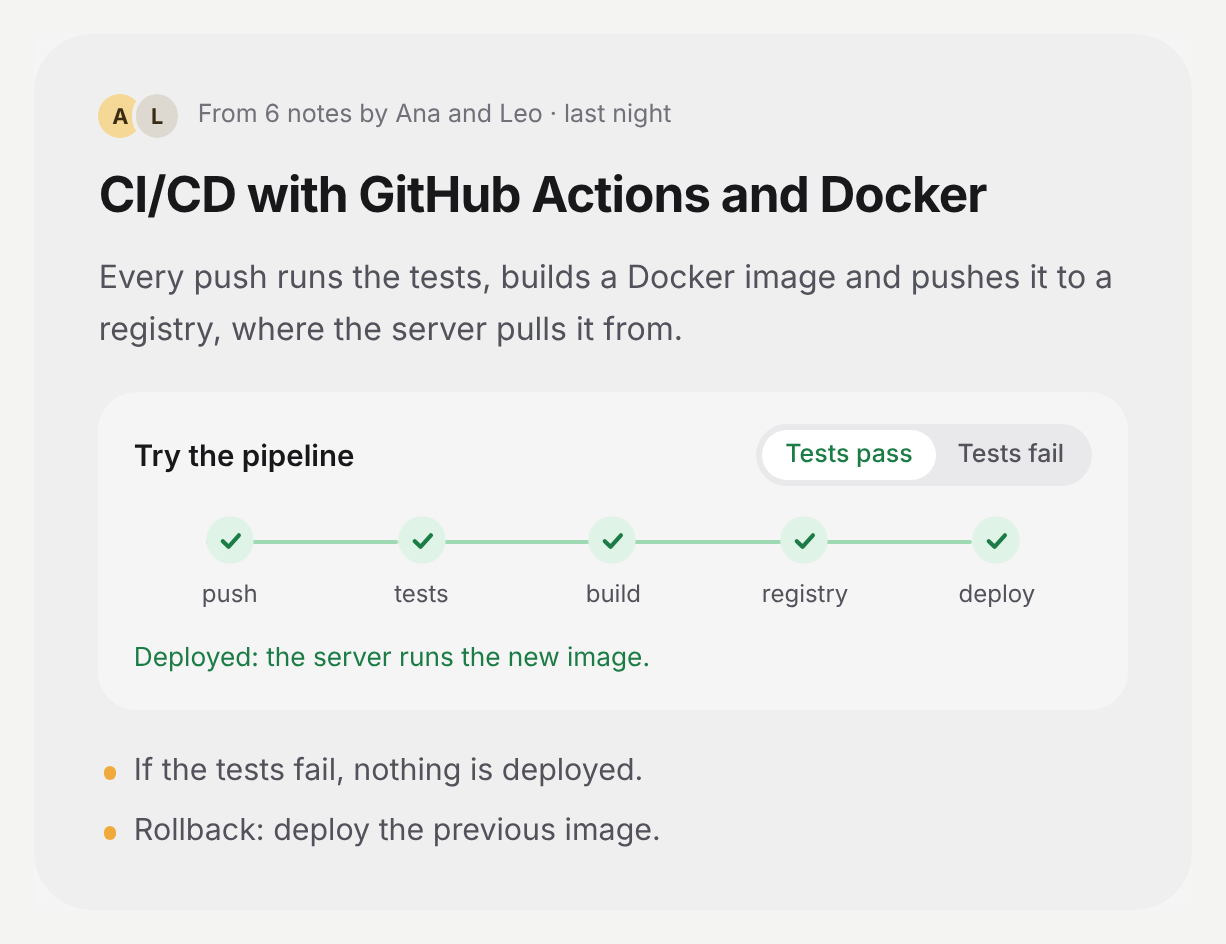 A L From 6 notes by Ana and Leo · last night
CI/CD with GitHub Actions and Docker
Every push runs the tests, builds a Docker image and pushes it to a
registry, where the server pulls it from.
Try the pipeline
Tests pass Tests fail
push tests build registry deploy
Deployed: the server runs the new image.
If the tests fail, nothing is deployed.
Rollback: deploy the previous image.